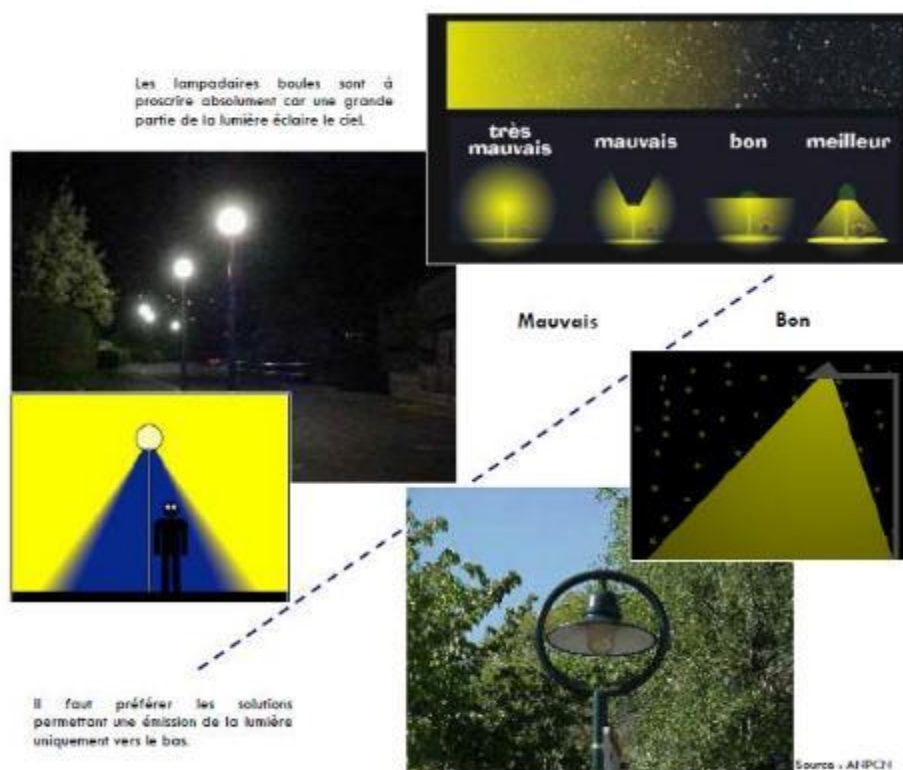 Les lampadaires boules sont à
proscrire absolument car une grande
partie de la lumière éclaire le ciel.
très
mauvais
mauvais
bon
meilleur
Mauvais
Bon
Il faut préférer les solutions
permettant une émission de la lumière
uniquement vers le bas.
Source : ANPCN